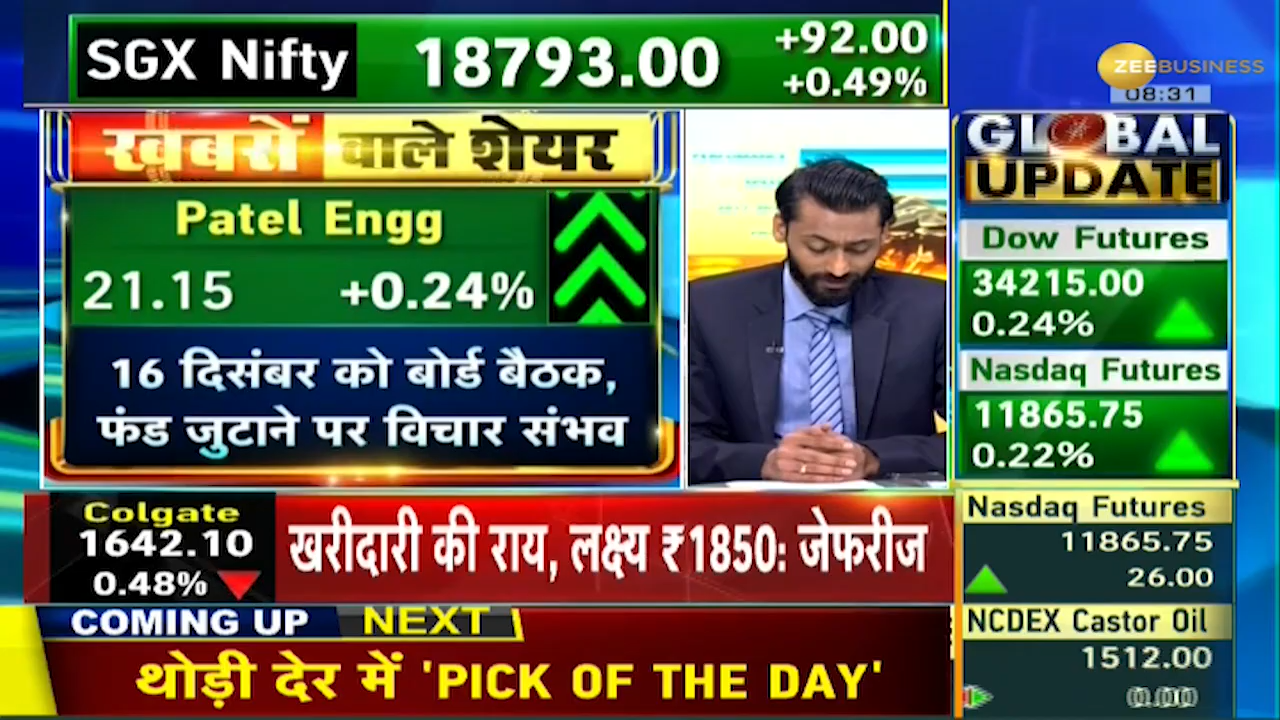 SGX Nifty
18793.00
+92.00
+0.49%
ZEEBUSINESS
08:31
खबरों वाले शेयर
Patel Engg
21.15
+0.24%
16 दिसंबर को बोर्ड बैठक,
फंड जुटाने पर विचार संभव
GLOBAL
UPDATE
Dow Futures
34215.00
0.24%
Nasdaq Futures
11865.75
0.22%
Colgate
1642.10
0.48%
खरीदारी की राय, लक्ष्य ₹1850: जेफरीज
Nasdaq Futures
11865.75
26.00
NCDEX Castor Oil
1512.00
0.00
COMING UP NEXT
थोड़ी देर में 'PICK OF THE DAY'